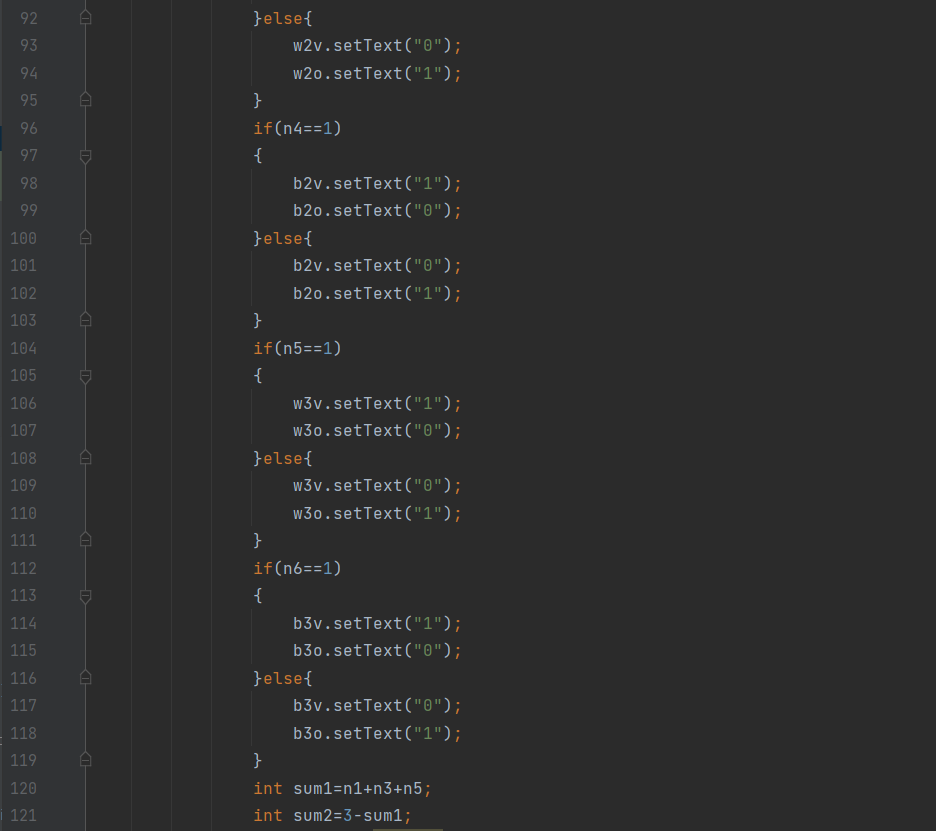 92 }else{
93 w2v.setText("0");
94 w2o.setText("1");
95 }
96 if(n4==1)
97 {
98 b2v.setText("1");
99 b2o.setText("0");
100 }else{
101 b2v.setText("0");
102 b2o.setText("1");
103 }
104 if(n5==1)
105 {
106 w3v.setText("1");
107 w3o.setText("0");
108 }else{
109 w3v.setText("0");
110 w3o.setText("1");
111 }
112 if(n6==1)
113 {
114 b3v.setText("1");
115 b3o.setText("0");
116 }else{
117 b3v.setText("0");
118 b3o.setText("1");
119 }
120 int sum1=n1+n3+n5;
121 int sum2=3-sum1;